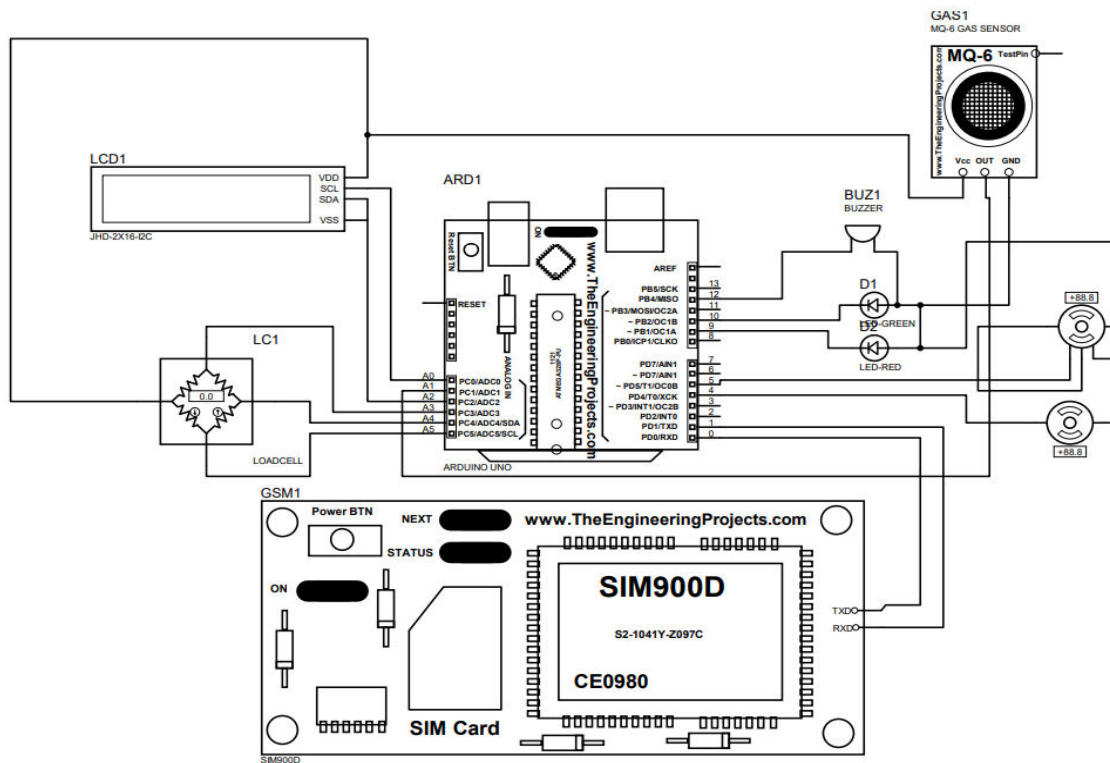 GAS1
MQ-6 GAS SENSOR
MQ-6
TestPin
www.TheEngineeringProjects.com
Vcc OUT GND
LCD1
VDD
SCL
SDA
VSS
JHD-2X16-I2C
ARD1
BUZ1
BUZZER
Reset BTN
ON
www.TheEngineeringProjects.com
AREF
PB5/SCK 13
PB4/MISO 12
~ PB3/MOSI/OC2A 11
~ PB2/OC1B 10
~ PB1/OC1A 9
PB0/ICP1/CLKO 8
PD7/AIN1 7
~ PD7/AIN1 6
~ PD5/T1/OC0B 5
PD4/T0/XCK 4
~ PD3/INT1/OC2B 3
PD2/INT0 2
PD1/TXD 1
PD0/RXD 0
RESET
ANALOG IN
1121
A0 PC0/ADC0
A1 PC1/ADC1
A2 PC2/ADC2
A3 PC3/ADC3
A4 PC4/ADC4/SDA
A5 PC5/ADC5/SCL
ARDUINO UNO
D1
LED-GREEN
D2
LED-RED
+88.8
+88.8
LC1
0.0
LOADCELL
GSM1
Power BTN
NEXT
www.TheEngineeringProjects.com
STATUS
ON
SIM900D
S2-1041Y-Z097C
CE0980
TXD
RXD
SIM Card
SIM900D